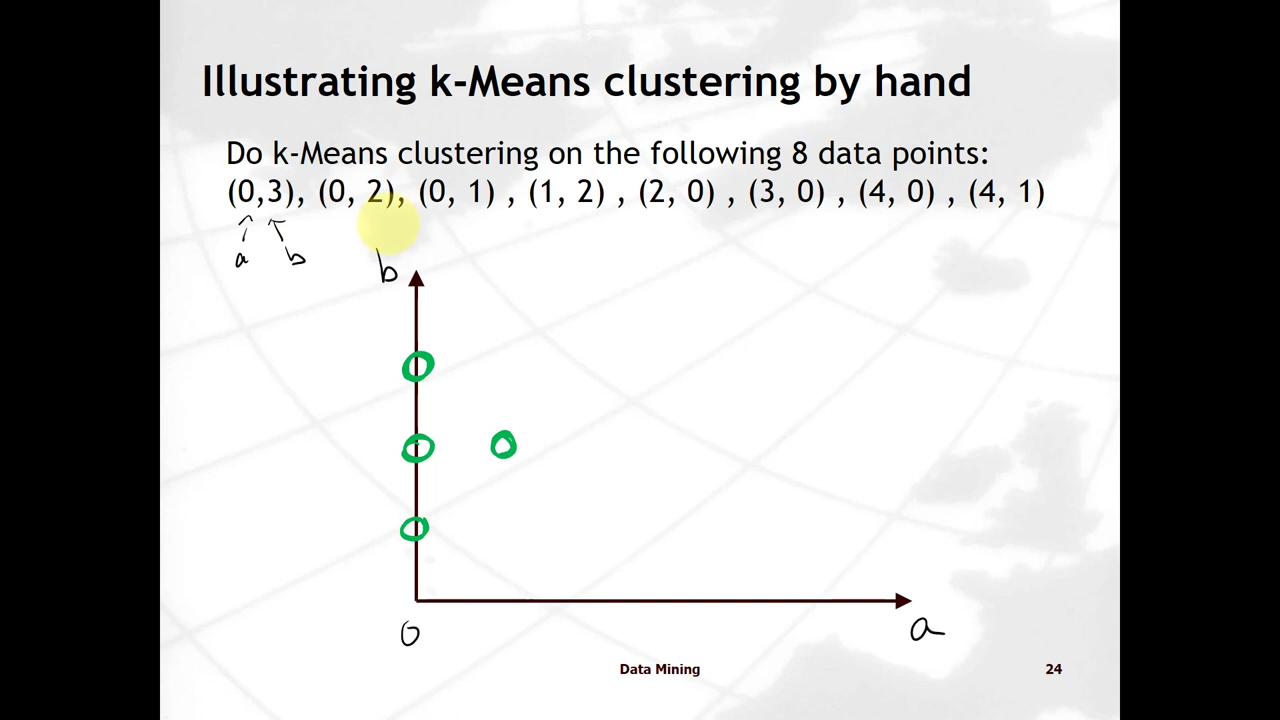 Illustrating k-Means clustering by hand
Do k-Means clustering on the following 8 data points:
(0,3), (0, 2), (0, 1) , (1, 2) , (2, 0) , (3, 0) , (4, 0) , (4, 1)
a b
b
0
a
Data Mining
24